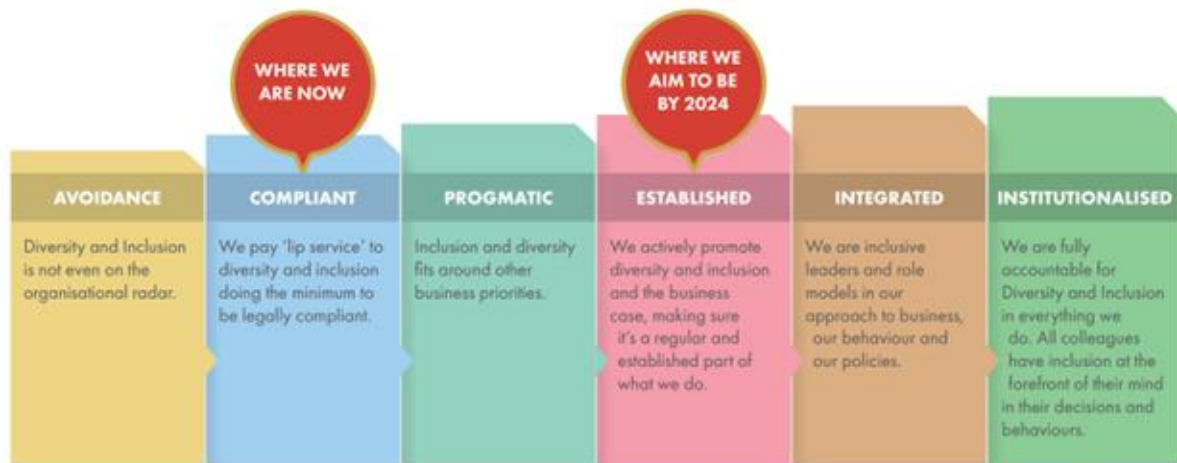 WHERE WE
ARE NOW
WHERE WE
AIM TO BE
BY 2024
AVOIDANCE
Diversity and Inclusion
is not even on the
organisational radar.
COMPLIANT
We pay 'lip service' to
diversity and inclusion
doing the minimum to
be legally compliant.
PROGMATIC
Inclusion and diversity
fits around other
business priorities.
ESTABLISHED
We actively promote
diversity and inclusion
and the business
case, making sure
it's a regular and
established part of
what we do.
INTEGRATED
We are inclusive
leaders and role
models in our
approach to business,
our behaviour and
our policies.
INSTITUTIONALISED
We are fully
accountable for
Diversity and Inclusion
in everything we
do. All colleagues
have inclusion at the
forefront of their mind
in their decisions and
behaviours.